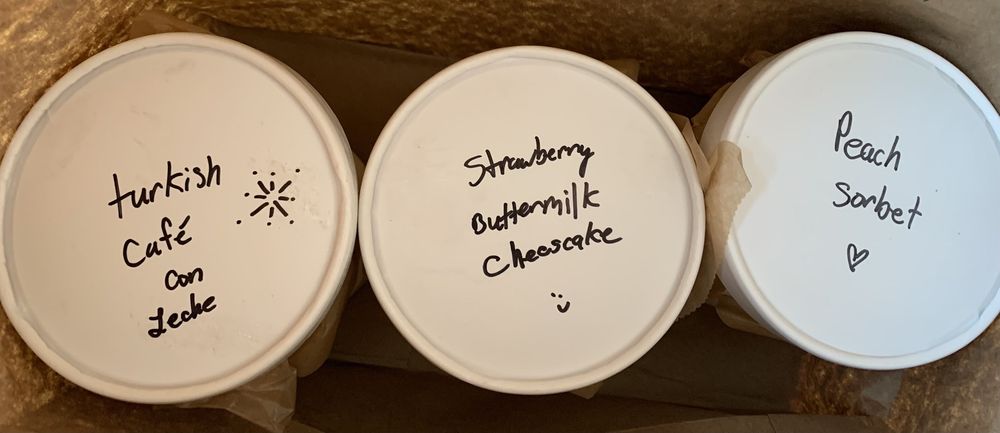 turkish
Café
con
Leche
Strawberry
Buttermilk
Cheesecake
Peach
Sorbet